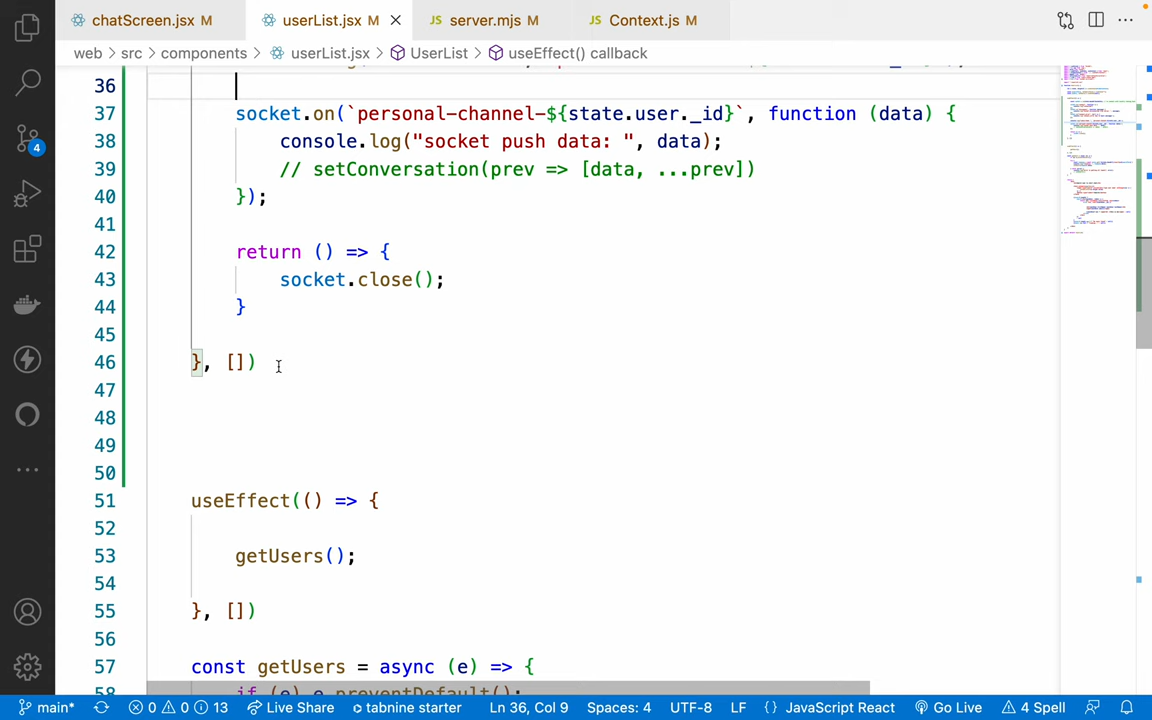 chatScreen.jsx M userList.jsx M server.mjs M Context.js M
web src components userList.jsx UserList useEffect() callback
36
37 socket.on(`personal-channel-${state.user._id}`, function (data) {
38 console.log("socket push data: ", data);
39 // setConversation(prev => [data, ...prev])
40 });
41
42 return () => {
43 socket.close();
44 }
45
46 }, [])
47
48
49
50
51 useEffect(() => {
52
53 getUsers();
54
55 }, [])
56
57 const getUsers = async (e) => {
58 if (e) e.preventDefault();
4
main* 0 0 13 Live Share tabnine starter Ln 36, Col 9 Spaces: 4 UTF-8 LF {} JavaScript React Go Live 4 Spell